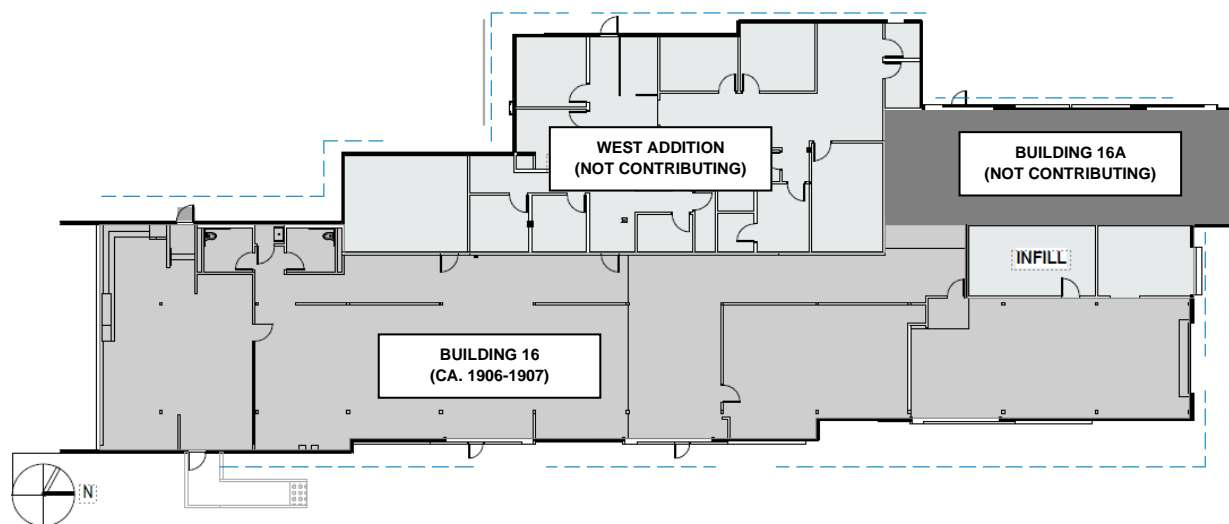 WEST ADDITION
(NOT CONTRIBUTING)
BUILDING 16A
(NOT CONTRIBUTING)
INFILL
BUILDING 16
(CA. 1906-1907)
N